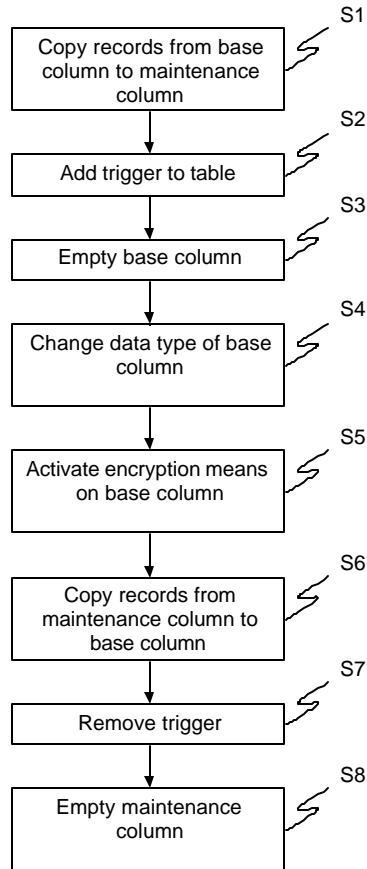 S1
Copy records from base
column to maintenance
column
S2
Add trigger to table
S3
Empty base column
S4
Change data type of base
column
S5
Activate encryption means
on base column
S6
Copy records from
maintenance column to
base column
S7
Remove trigger
S8
Empty maintenance
column